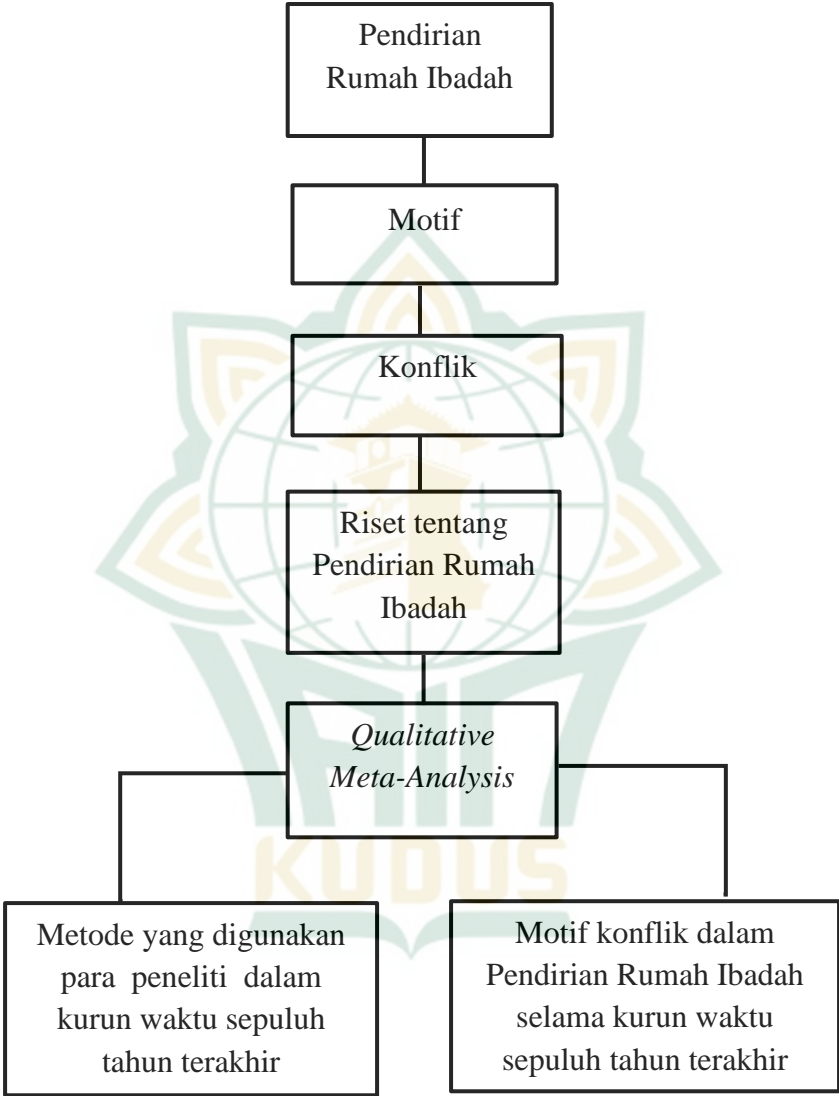 Pendirian
Rumah Ibadah
Motif
Konflik
Riset tentang
Pendirian Rumah
Ibadah
Qualitative
Meta-Analysis
KUDUS
Metode yang digunakan
para peneliti dalam
kurun waktu sepuluh
tahun terakhir
Motif konflik dalam
Pendirian Rumah Ibadah
selama kurun waktu
sepuluh tahun terakhir